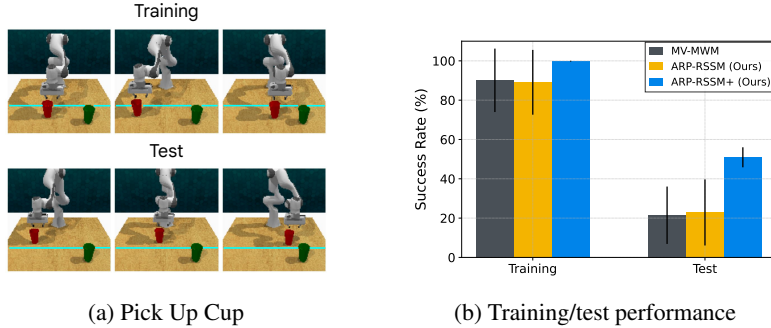 Training
Test
(a) Pick Up Cup
MV-MWM
ARP-RSSM (Ours)
ARP-RSSM+ (Ours)
Success Rate (%)
100
80
60
40
20
0
Training
Test
(b) Training/test performance